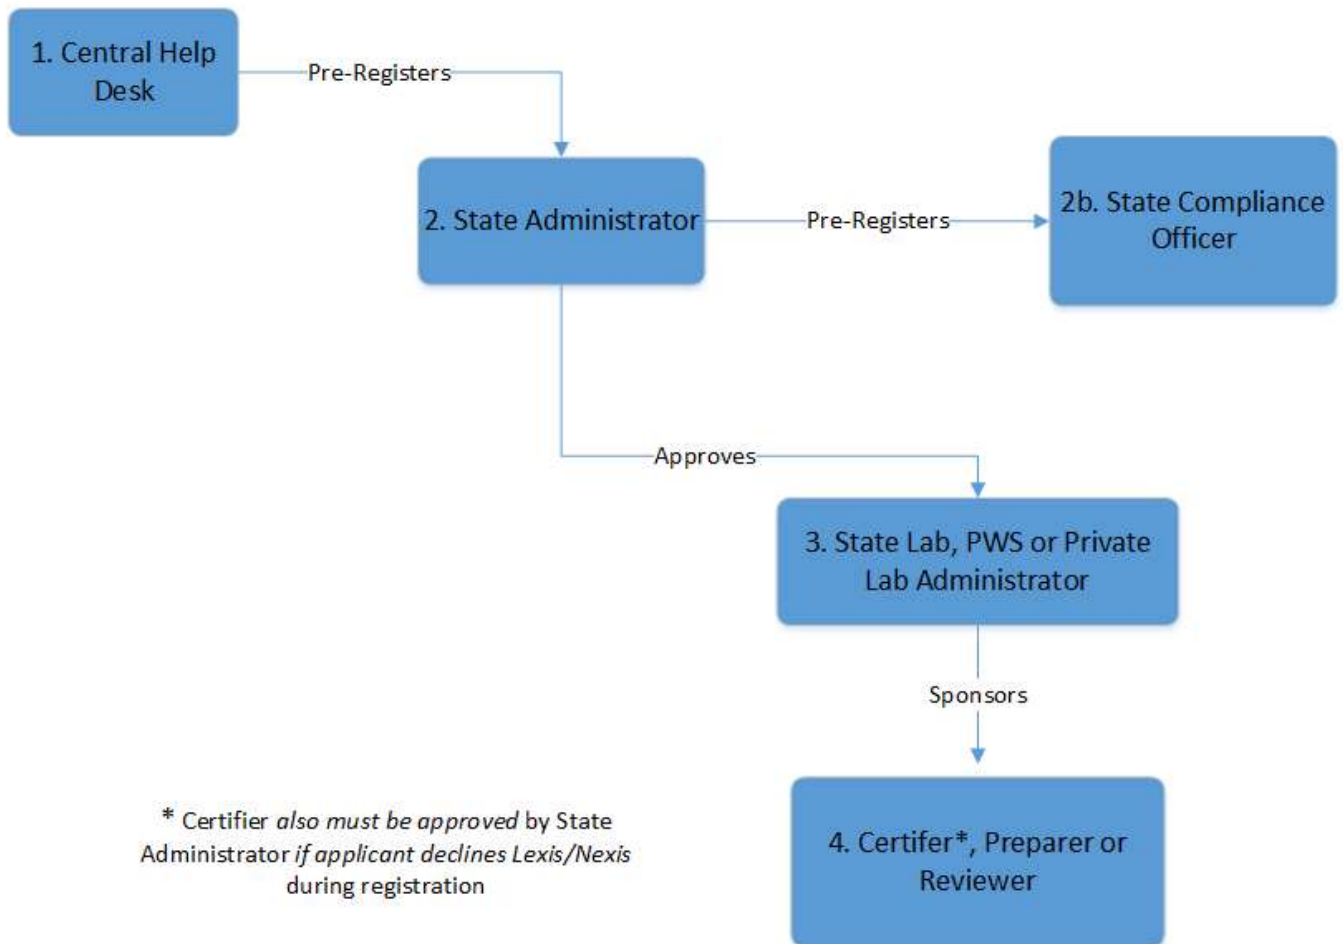 1. Central Help
Desk
Pre-Registers
2. State Administrator
Pre-Registers
2b. State Compliance
Officer
Approves
3. State Lab, PWS or Private
Lab Administrator
Sponsors
4. Certifer*, Preparer or
Reviewer
* Certifier also must be approved by State
Administrator if applicant declines Lexis/Nexis
during registration